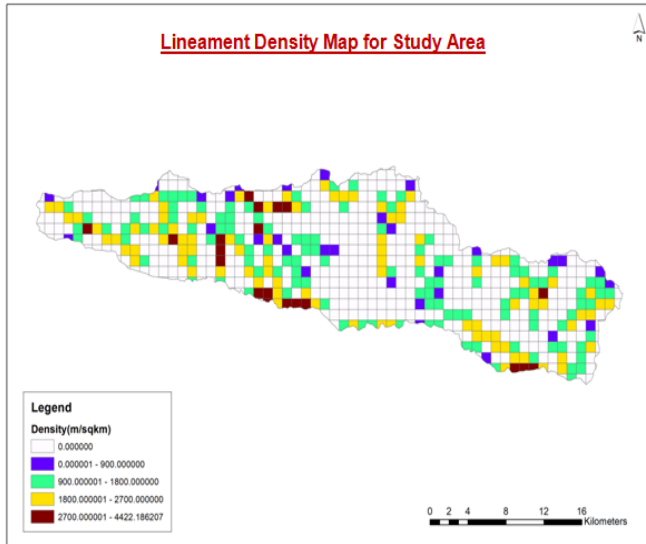 Lineament Density Map for Study Area
N
Legend
Density(m/sqkm)
0.000000
0.000001 - 900.000000
900.000001 - 1800.000000
1800.000001 - 2700.000000
2700.000001 - 4422.186207
0 2 4 8 12 16
Kilometers